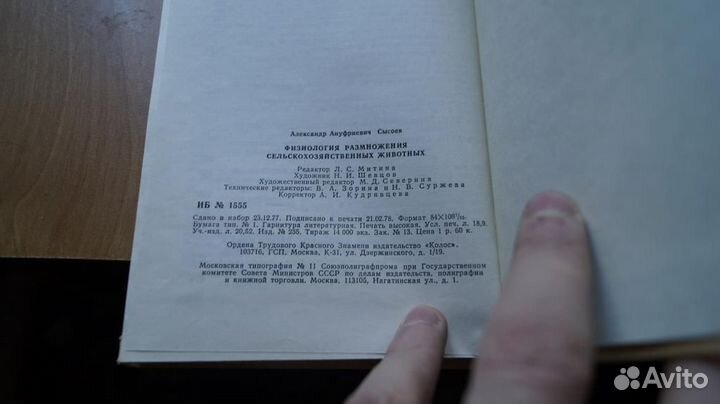 Александр Ануфриевич Сысоев
ФИЗИОЛОГИЯ РАЗМНОЖЕНИЯ
СЕЛЬСКОХОЗЯЙСТВЕННЫХ ЖИВОТНЫХ
Редактор Л. С. Митина
Художник Н. И. Шевцов
Художественный редактор М. Д. Северина
Технические редакторы: В. А. Зорина и Н. В. Суржева
Корректор А. И. Кудрявцева
ИБ № 1555
Сдано в набор 23.12.77. Подписано к печати 21.02.78. Формат 84×108¹/₃₂.
Бумага тип. № 1. Гарнитура литературная. Печать высокая. Усл. печ. л. 18,9.
Уч.-изд. л. 20,52. Изд. № 235. Тираж 14 000 экз. Зак. № 13. Цена 1 р. 60 к.
Ордена Трудового Красного Знамени издательство «Колос»,
103716, ГСП, Москва, К-31, ул. Дзержинского, д. 1/19.
Московская типография № 11 Союзполиграфпрома при Государственном
комитете Совета Министров СССР по делам издательств, полиграфии
и книжной торговли. Москва, 113105, Нагатинская ул., д. 1.
Avito